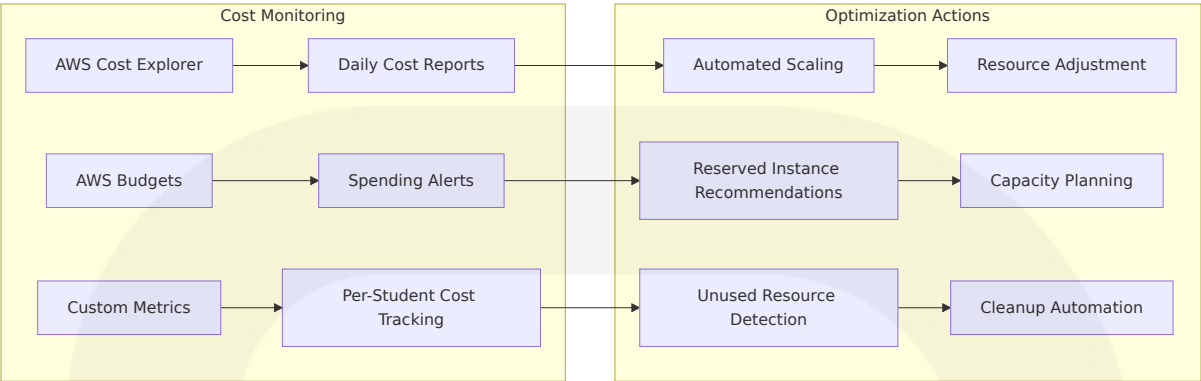 Cost Monitoring
AWS Cost Explorer
Daily Cost Reports
AWS Budgets
Spending Alerts
Custom Metrics
Per-Student Cost
Tracking
Optimization Actions
Automated Scaling
Resource Adjustment
Reserved Instance
Recommendations
Capacity Planning
Unused Resource
Detection
Cleanup Automation